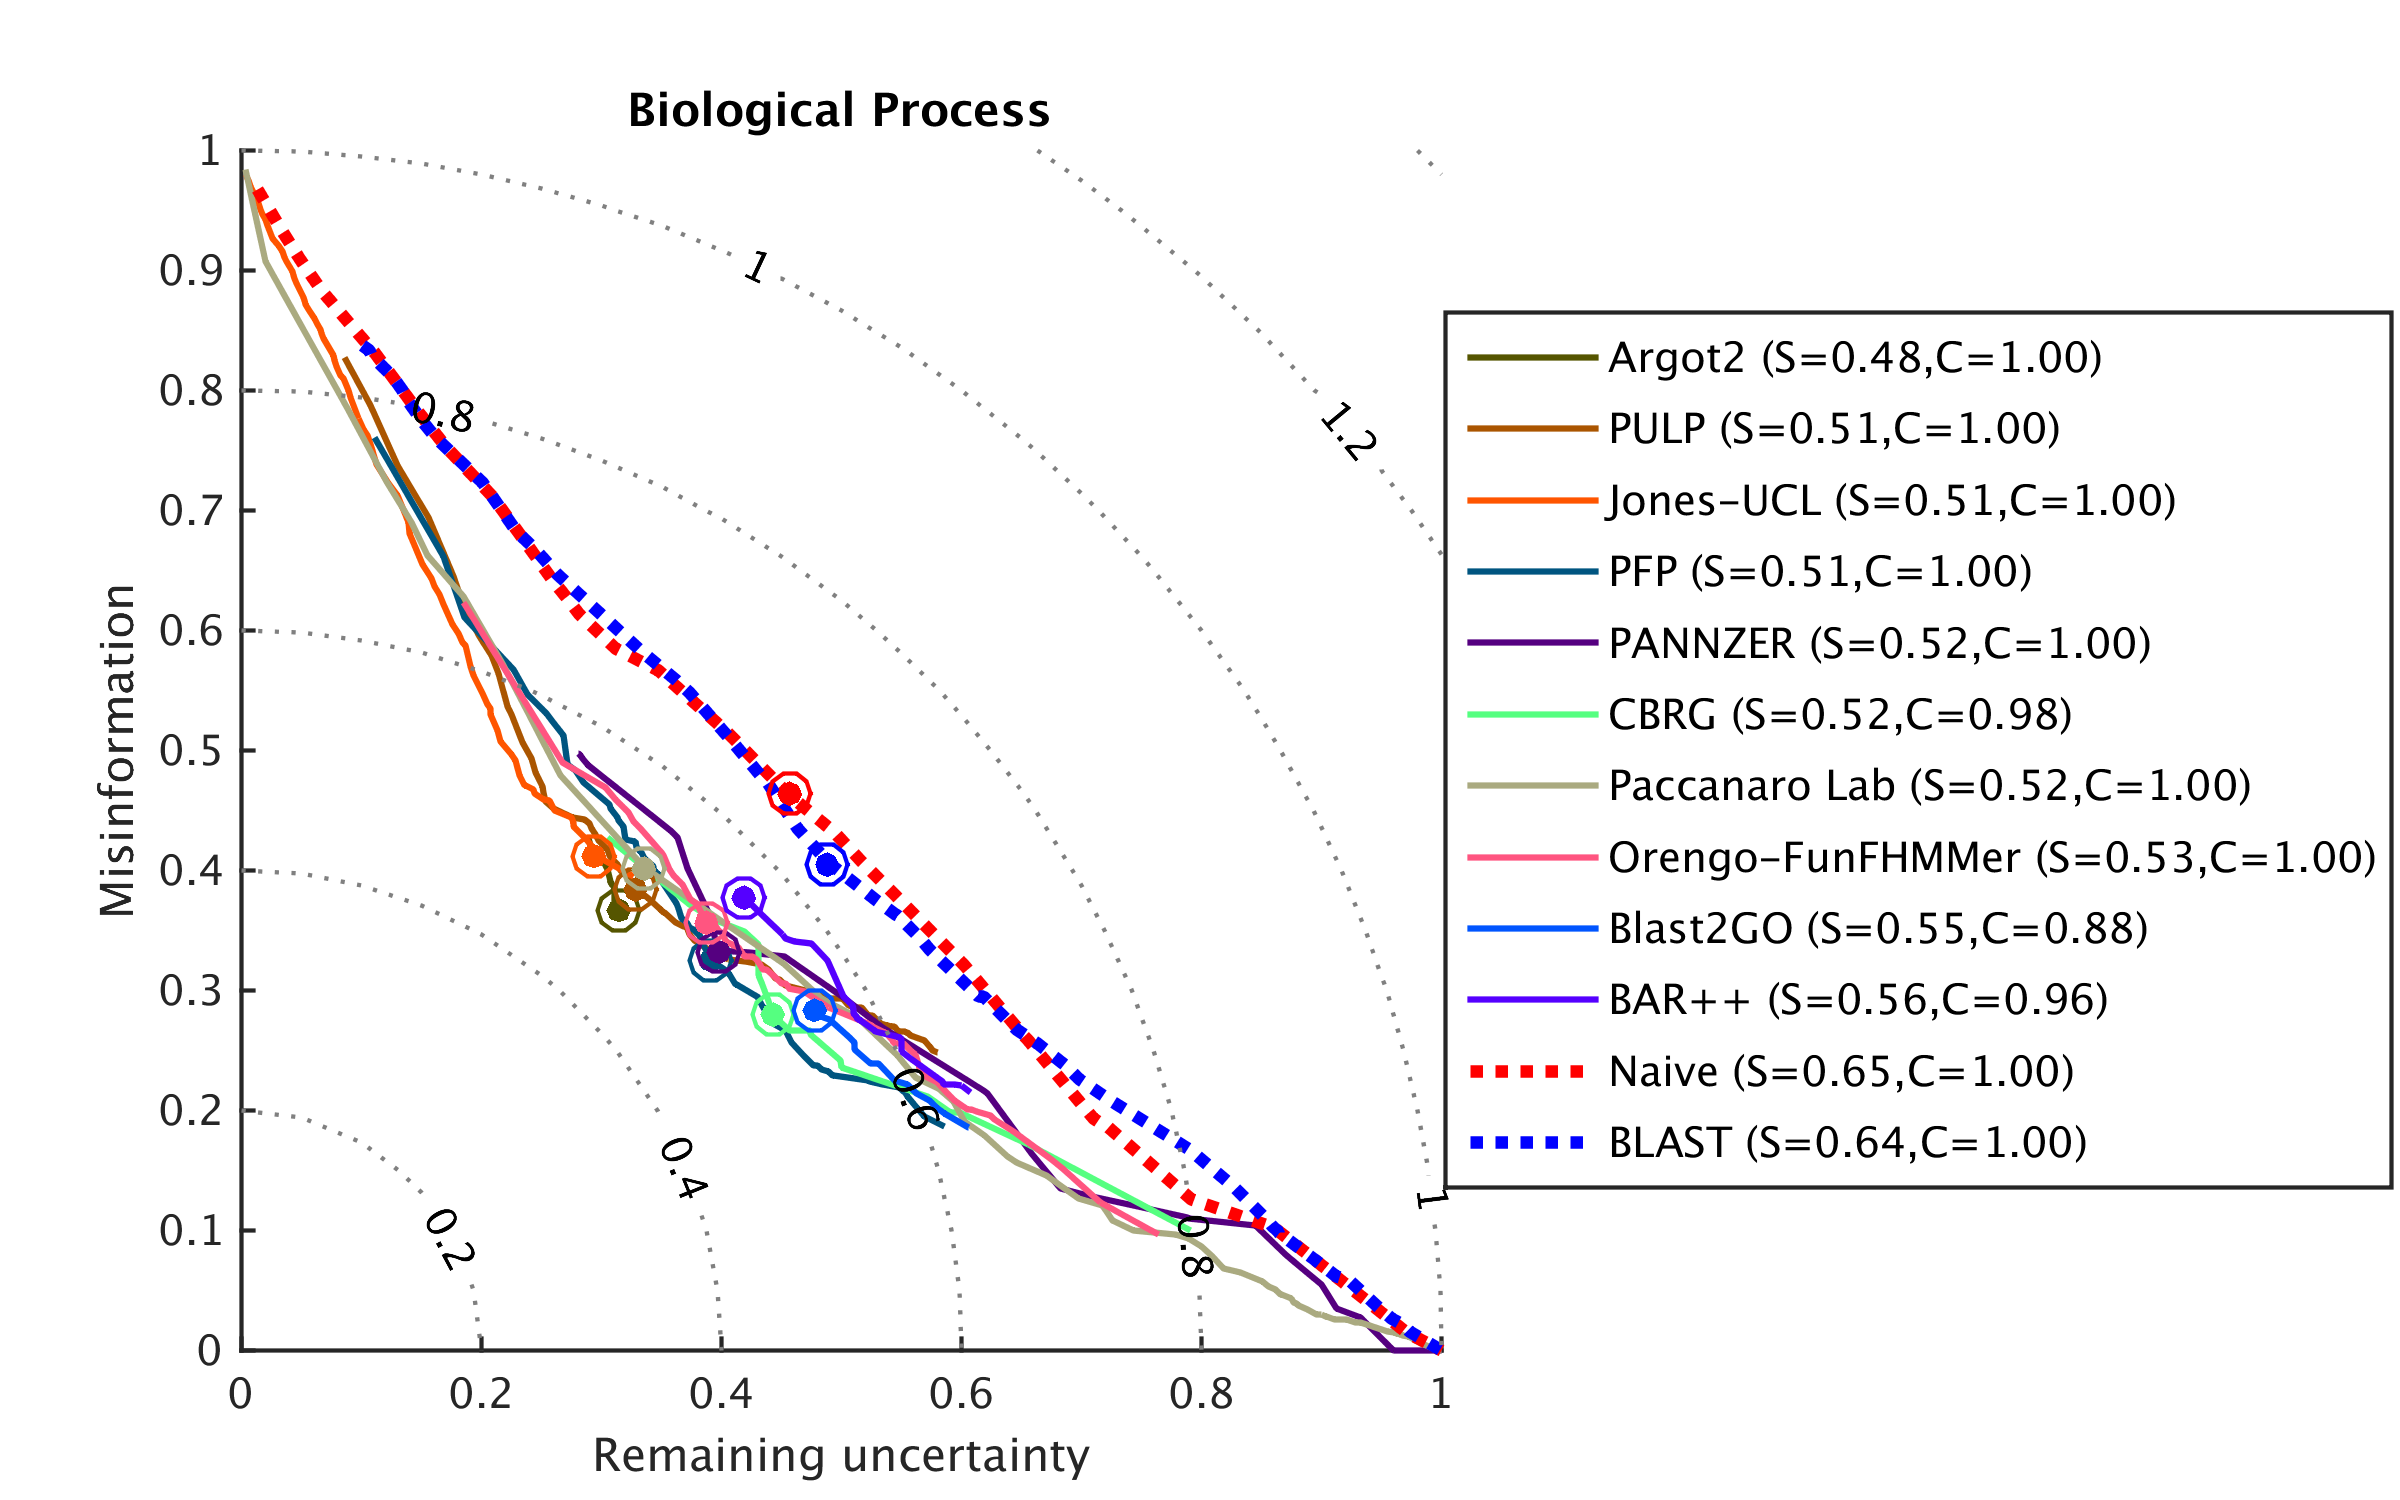 Biological Process
1
0.9
0.8
0.7
0.6
0.5
0.4
0.3
0.2
0.1
0
Misinformation
0
0.2
0.4
0.6
0.8
1
Remaining uncertainty
1
0.8
1.2
0.6
0.4
0.2
0.8
1
Argot2 (S=0.48,C=1.00)
PULP (S=0.51,C=1.00)
Jones-UCL (S=0.51,C=1.00)
PFP (S=0.51,C=1.00)
PANNZER (S=0.52,C=1.00)
CBRG (S=0.52,C=0.98)
Paccanaro Lab (S=0.52,C=1.00)
Orengo-FunFHMMer (S=0.53,C=1.00)
Blast2GO (S=0.55,C=0.88)
BAR++ (S=0.56,C=0.96)
Naive (S=0.65,C=1.00)
BLAST (S=0.64,C=1.00)